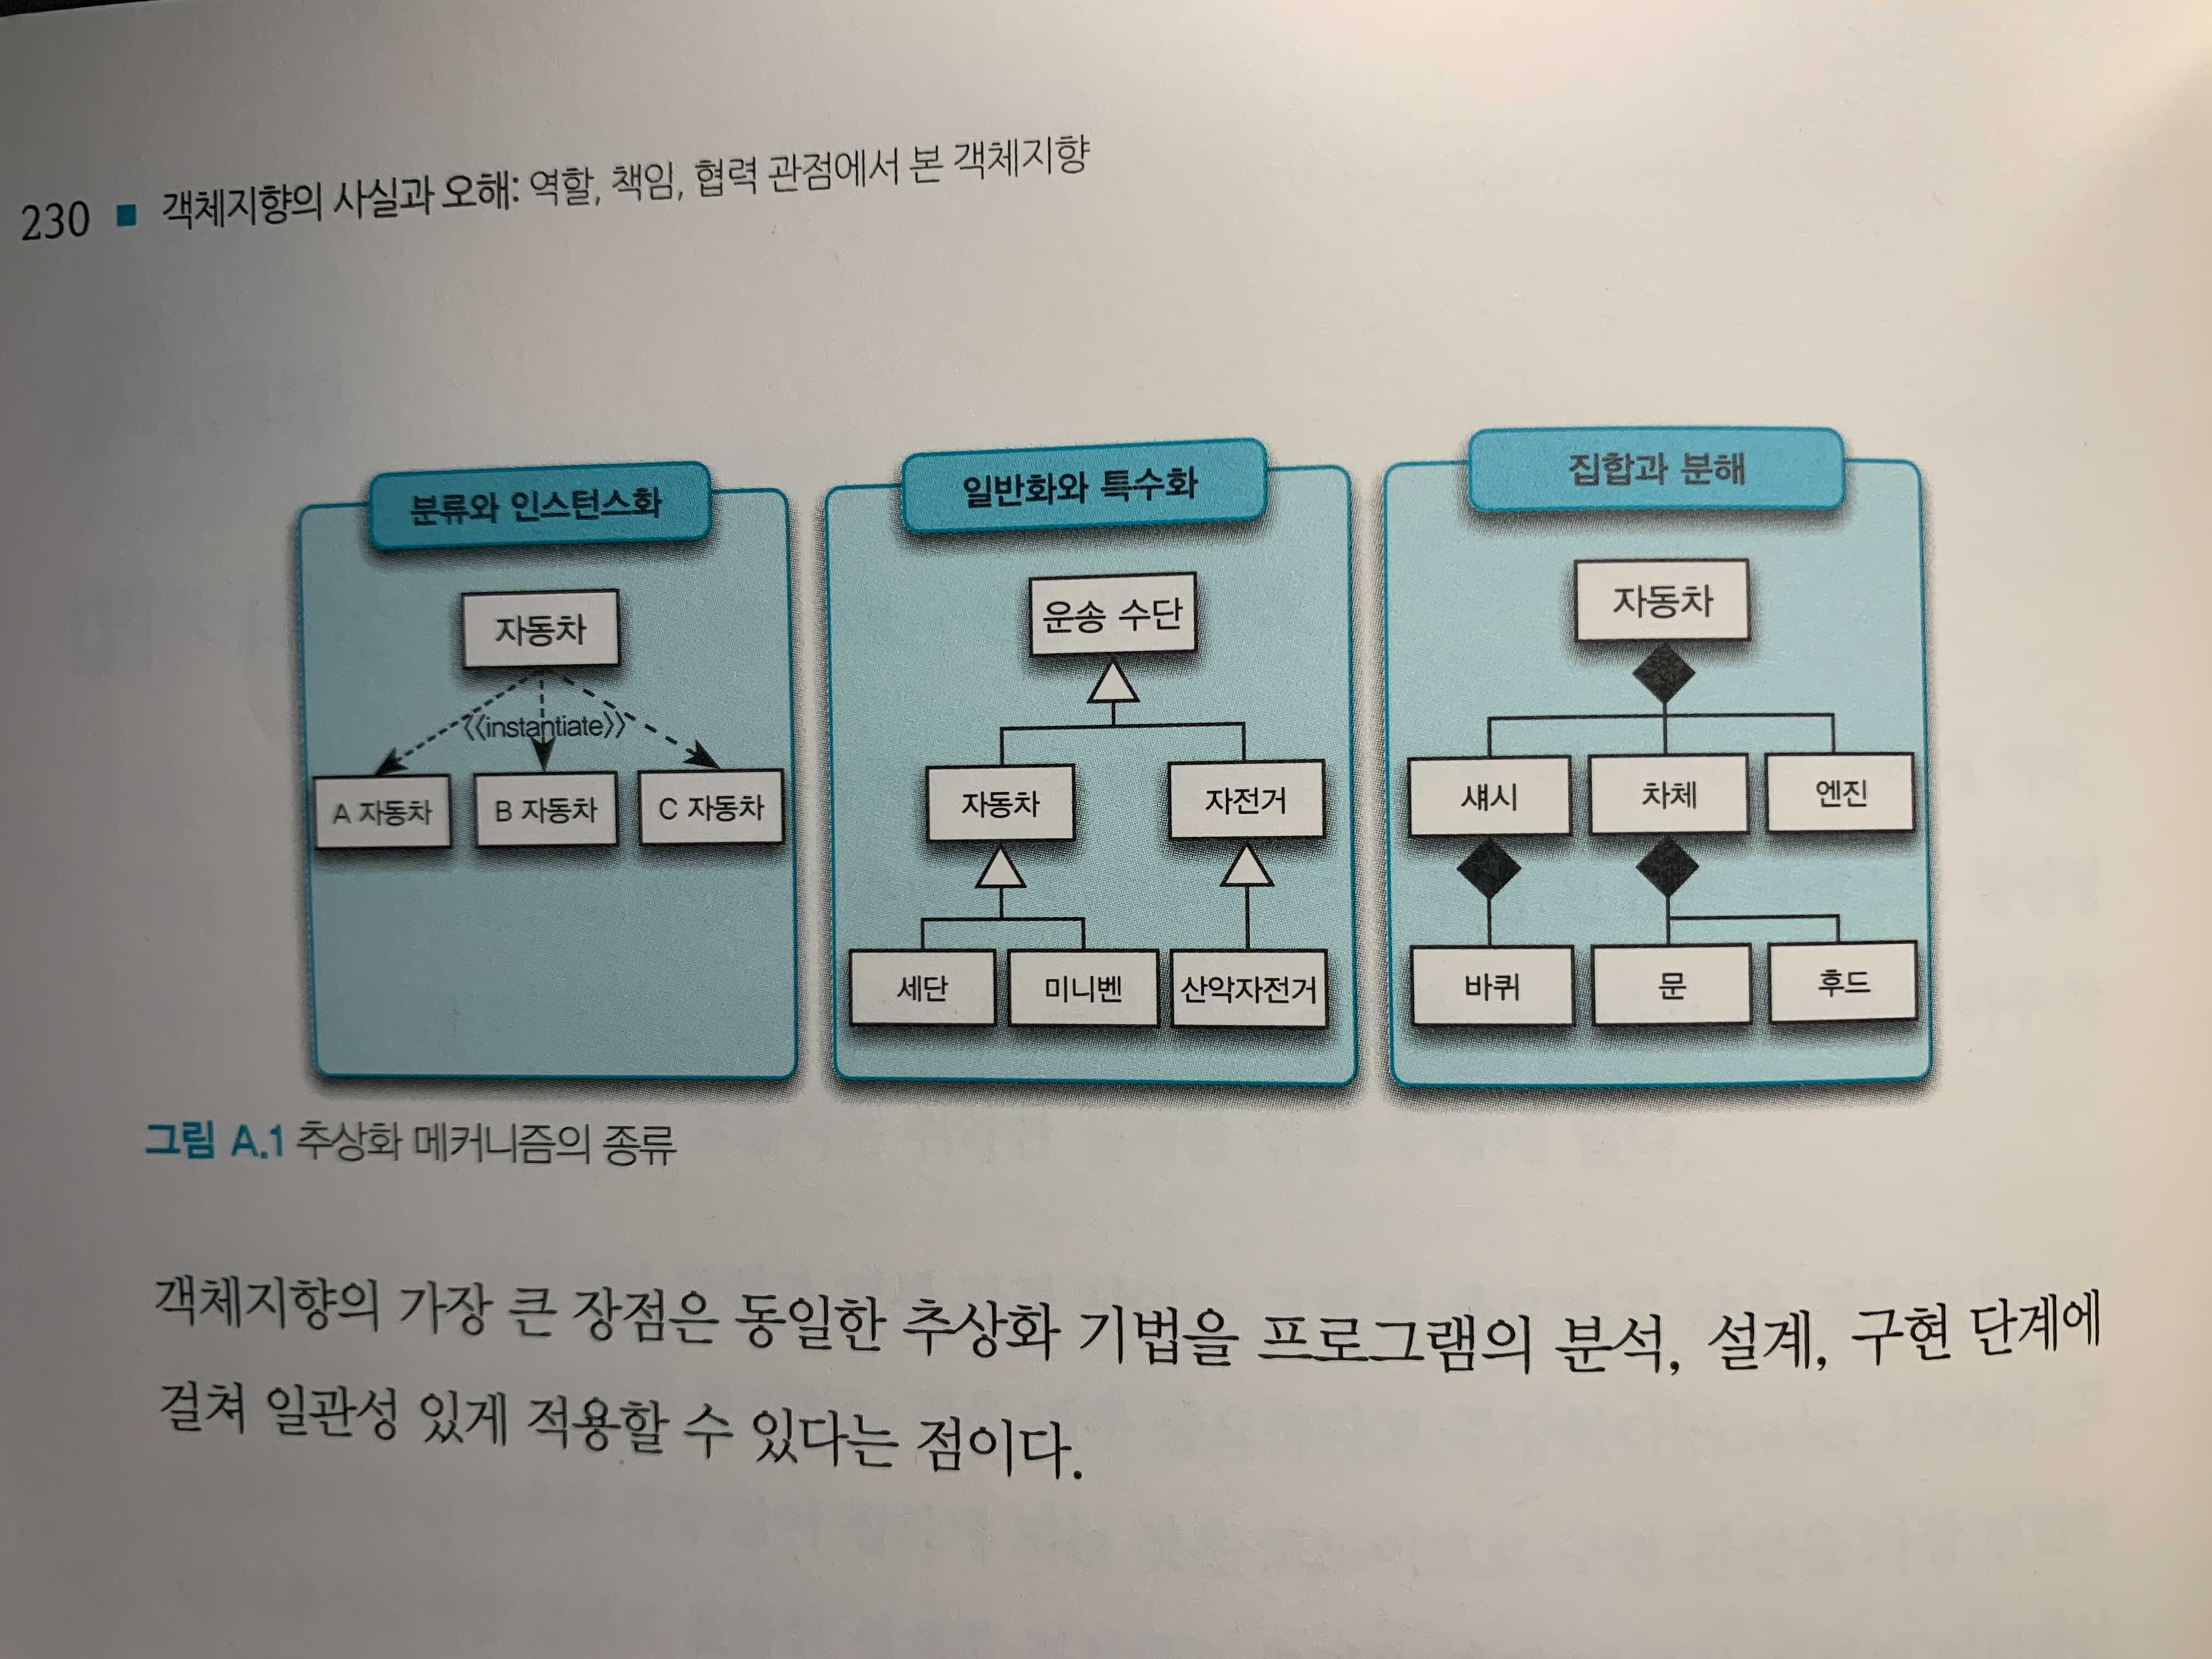 230 ■ 객체지향의 사실과 오해: 역할, 책임, 협력 관점에서 본 객체지향
분류와 인스턴스화
자동차
《instantiate》
A 자동차
B 자동차
C 자동차
일반화와 특수화
운송 수단
자동차
자전거
세단
미니벤
산악자전거
집합과 분해
자동차
섀시
차체
엔진
바퀴
문
후드
그림 A.1 추상화 메커니즘의 종류
객체지향의 가장 큰 장점은 동일한 추상화 기법을 프로그램의 분석, 설계, 구현 단계에
걸쳐 일관성 있게 적용할 수 있다는 점이다.